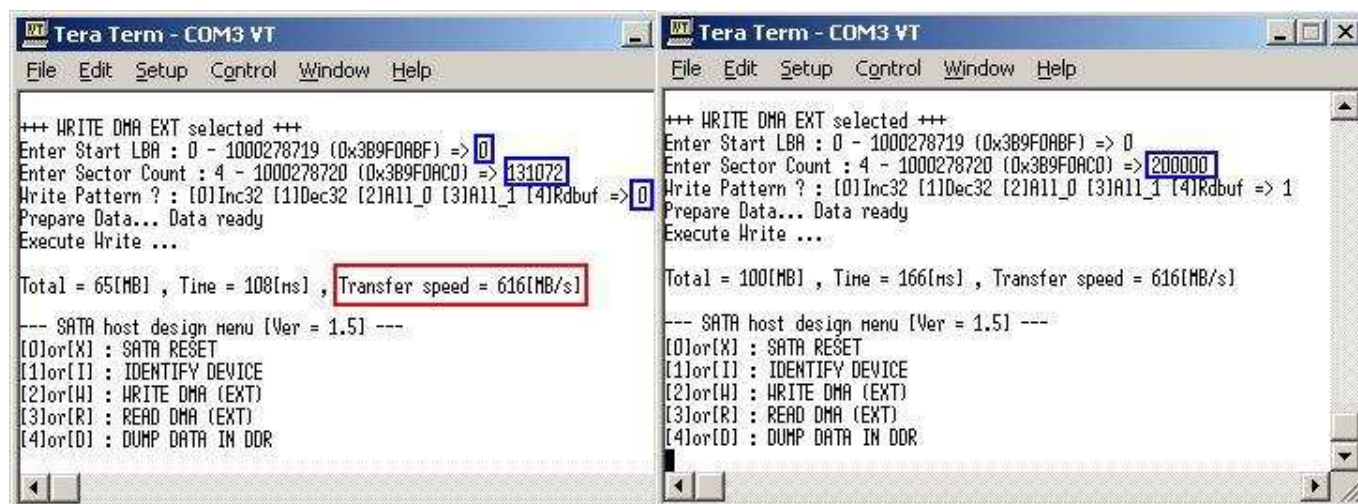 Tera Term - COM3 VT
File Edit Setup Control Window Help
+++ WRITE DMA EXT selected +++
Enter Start LBA : 0 - 1000278719 (0x3B9F0ABF) => 0
Enter Sector Count : 4 - 1000278720 (0x3B9F0AC0) => 131072
Write Pattern ? : [0]Inc32 [1]Dec32 [2]All_0 [3]All_1 [4]Rdbuf => 0
Prepare Data... Data ready
Execute Write ...
Total = 65[MB] , Time = 108[ms] , Transfer speed = 616[MB/s]
--- SATA host design menu [Ver = 1.5] ---
[0]or[X] : SATA RESET
[1]or[I] : IDENTIFY DEVICE
[2]or[W] : WRITE DMA (EXT)
[3]or[R] : READ DMA (EXT)
[4]or[D] : DUMP DATA IN DDR
Tera Term - COM3 VT
File Edit Setup Control Window Help
+++ WRITE DMA EXT selected +++
Enter Start LBA : 0 - 1000278719 (0x3B9F0ABF) => 0
Enter Sector Count : 4 - 1000278720 (0x3B9F0AC0) => 200000
Write Pattern ? : [0]Inc32 [1]Dec32 [2]All_0 [3]All_1 [4]Rdbuf => 1
Prepare Data... Data ready
Execute Write ...
Total = 100[MB] , Time = 166[ms] , Transfer speed = 616[MB/s]
--- SATA host design menu [Ver = 1.5] ---
[0]or[X] : SATA RESET
[1]or[I] : IDENTIFY DEVICE
[2]or[W] : WRITE DMA (EXT)
[3]or[R] : READ DMA (EXT)
[4]or[D] : DUMP DATA IN DDR